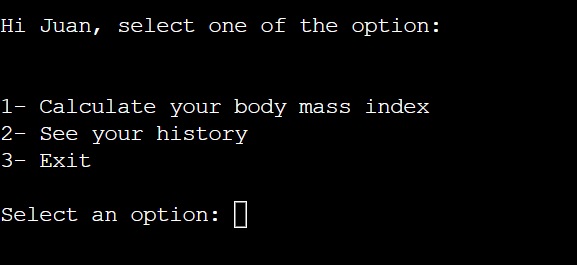 Hi Juan, select one of the option:
1- Calculate your body mass index
2- See your history
3- Exit
Select an option: